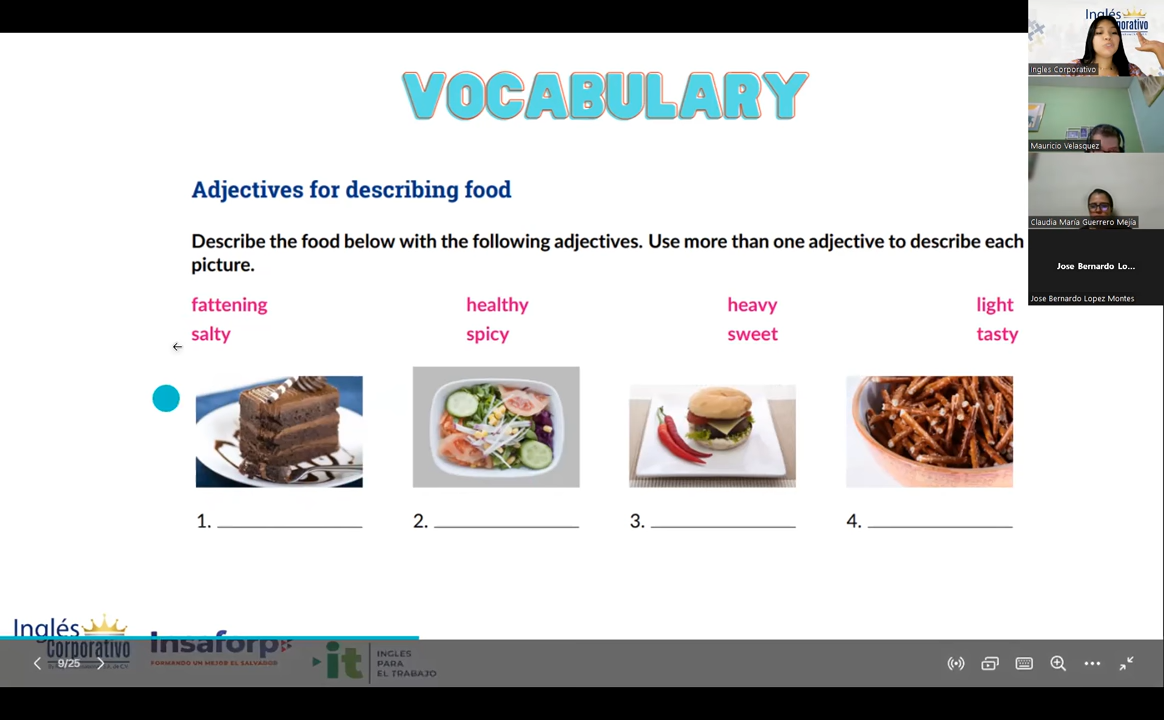 VOCABULARY
Adjectives for describing food
Describe the food below with the following adjectives. Use more than one adjective to describe each
picture.
fattening healthy heavy light
salty spicy sweet tasty
1. 2. 3. 4.
Inglés
Corporativo
Insaforp
FORMANDO UN MEJOR EL SALVADOR
it
INGLES
PARA
EL TRABAJO
9/25
Inglés
Ingles Corporativo
Mauricio Velasquez
Claudia María Guerrero Mejía
Jose Bernardo Lo...
Jose Bernardo Lopez Montes